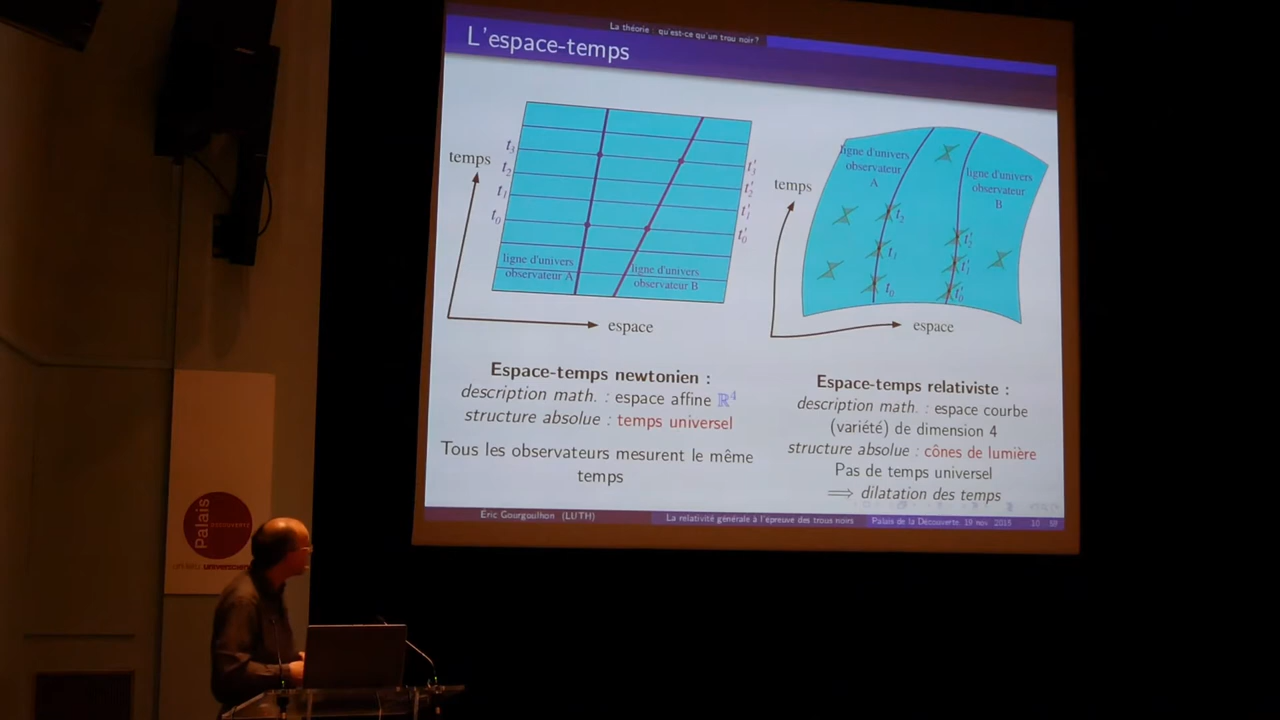 La théorie : qu'est-ce qu'un trou noir ?
L'espace-temps
temps
t3
t2
t1
t0
t'3
t'2
t'1
t'0
ligne d'univers
observateur A
ligne d'univers
observateur B
espace
temps
ligne d'univers
observateur
A
ligne d'univers
observateur
B
t2
t1
t0
t'2
t'1
t'0
espace
Espace-temps newtonien :
description math. : espace affine ℝ⁴
structure absolue : temps universel
Tous les observateurs mesurent le même
temps
Espace-temps relativiste :
description math. : espace courbe
(variété) de dimension 4
structure absolue : cônes de lumière
Pas de temps universel
⟹ dilatation des temps
Éric Gourgoulhon (LUTH)
La relativité générale à l'épreuve des trous noirs
Palais de la Découverte, 19 nov. 2015
10
Palais
DÉCOUVERTE